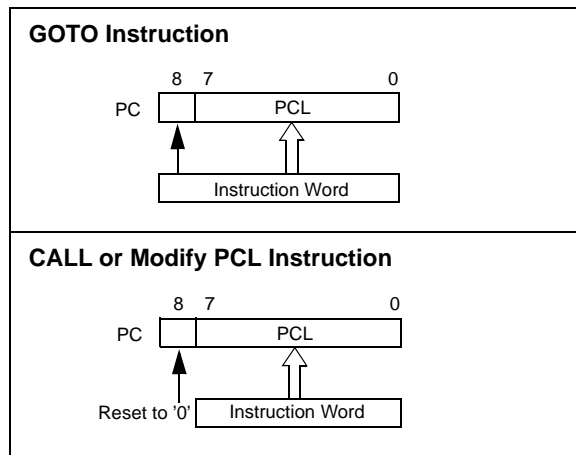 GOTO Instruction
8 7 0
PC PCL
Instruction Word
CALL or Modify PCL Instruction
8 7 0
PC PCL
Reset to '0' Instruction Word